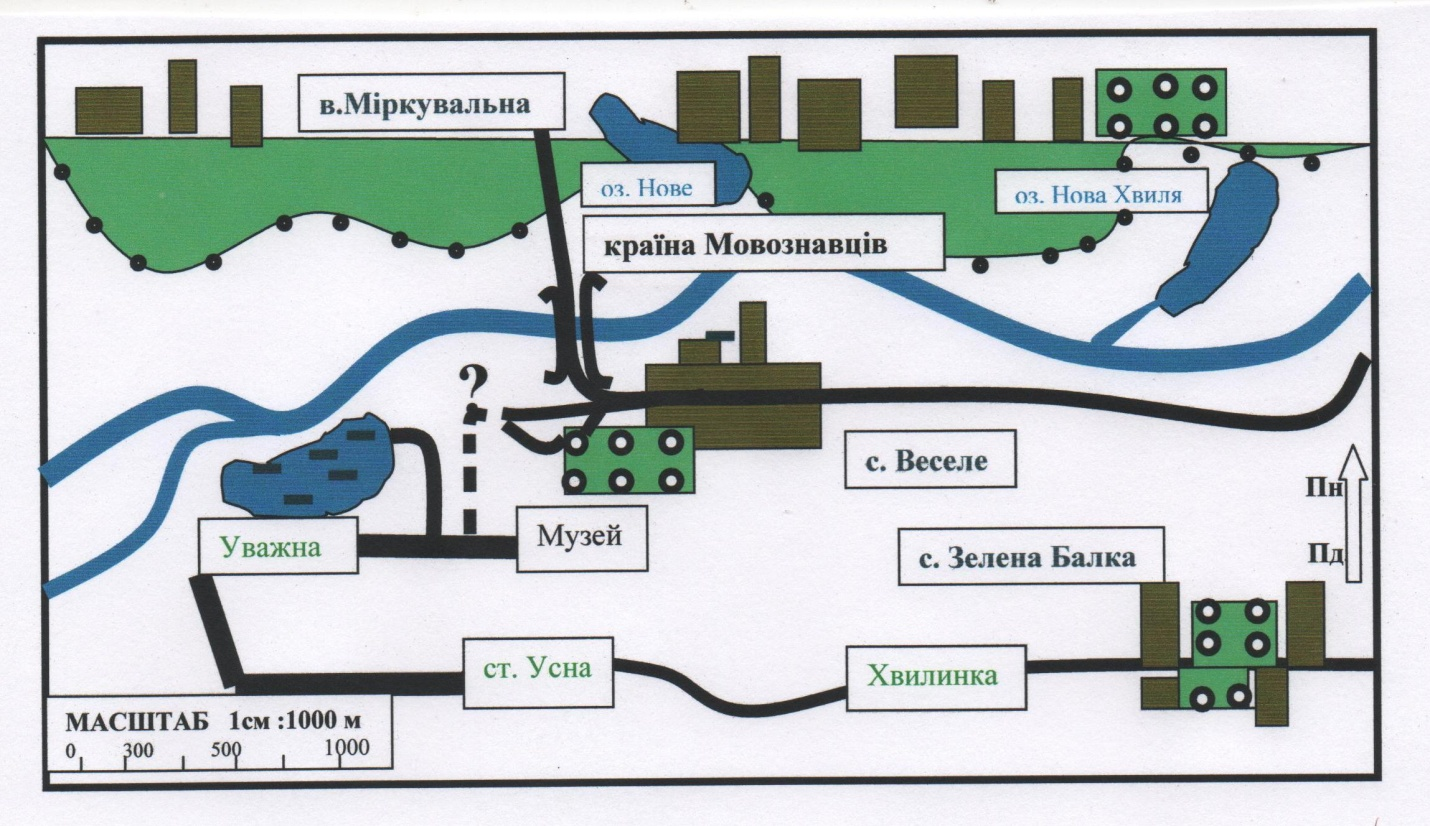 в.Міркувальна
оз. Нове
оз. Нова Хвиля
країна Мовознавців
?
с. Веселе
Пн
Уважна
Музей
с. Зелена Балка
Пд
ст. Усна
Хвилинка
МАСШТАБ 1см :1000 м
0 300 500 1000